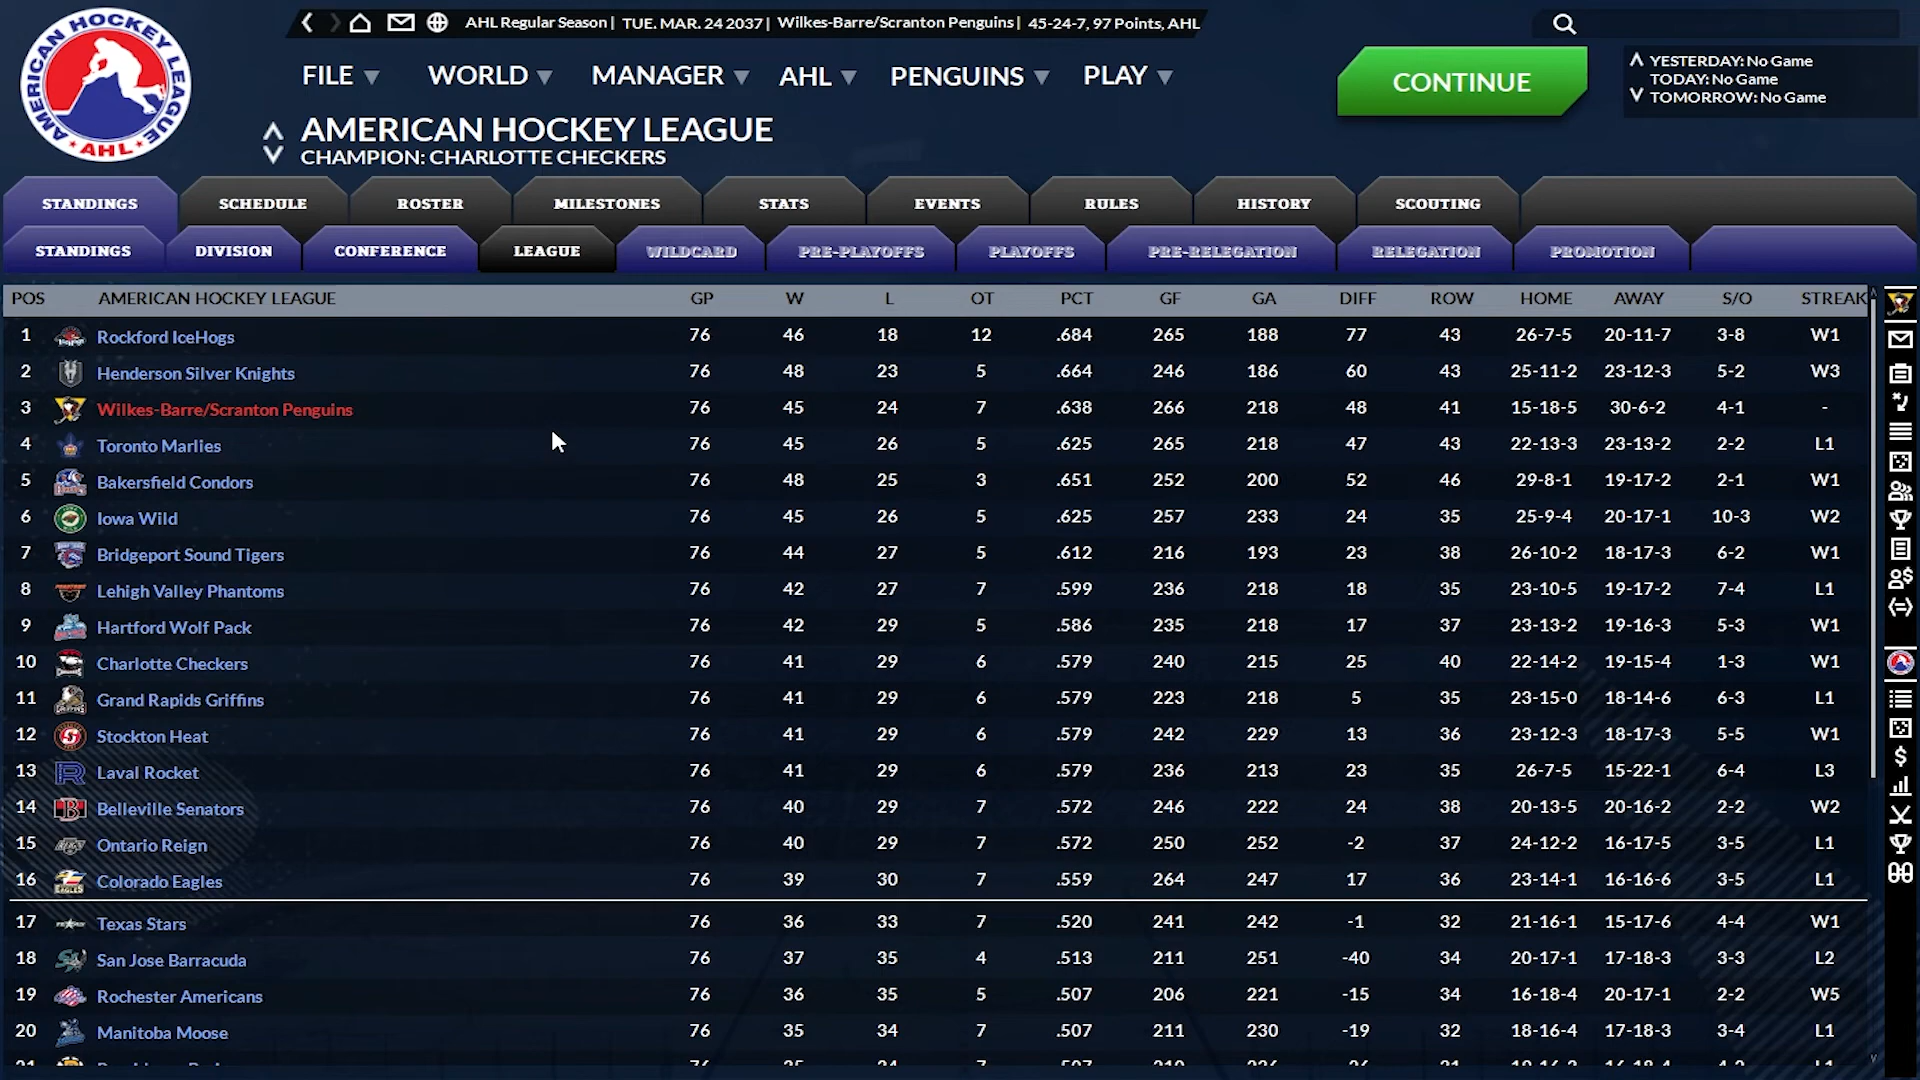 AHL Regular Season | TUE. MAR. 24 2037 | Wilkes-Barre/Scranton Penguins | 45-24-7, 97 Points, AHL
FILE WORLD MANAGER AHL PENGUINS PLAY
CONTINUE
YESTERDAY: No Game
TODAY: No Game
TOMORROW: No Game
AMERICAN HOCKEY LEAGUE
AHL
AMERICAN HOCKEY LEAGUE
CHAMPION: CHARLOTTE CHECKERS
STANDINGS SCHEDULE ROSTER MILESTONES STATS EVENTS RULES HISTORY SCOUTING
STANDINGS DIVISION CONFERENCE LEAGUE WILDCARD PRE-PLAYOFFS PLAYOFFS PRE-RELEGATION RELEGATION PROMOTION
POS AMERICAN HOCKEY LEAGUE GP W L OT PCT GF GA DIFF ROW HOME AWAY S/O STREAK
1 Rockford IceHogs 76 46 18 12 .684 265 188 77 43 26-7-5 20-11-7 3-8 W1
2 Henderson Silver Knights 76 48 23 5 .664 246 186 60 43 25-11-2 23-12-3 5-2 W3
3 Wilkes-Barre/Scranton Penguins 76 45 24 7 .638 266 218 48 41 15-18-5 30-6-2 4-1 -
4 Toronto Marlies 76 45 26 5 .625 265 218 47 43 22-13-3 23-13-2 2-2 L1
5 Bakersfield Condors 76 48 25 3 .651 252 200 52 46 29-8-1 19-17-2 2-1 W1
6 Iowa Wild 76 45 26 5 .625 257 233 24 35 25-9-4 20-17-1 10-3 W2
7 Bridgeport Sound Tigers 76 44 27 5 .612 216 193 23 38 26-10-2 18-17-3 6-2 W1
8 Lehigh Valley Phantoms 76 42 27 7 .599 236 218 18 35 23-10-5 19-17-2 7-4 L1
9 Hartford Wolf Pack 76 42 29 5 .586 235 218 17 37 23-13-2 19-16-3 5-3 W1
10 Charlotte Checkers 76 41 29 6 .579 240 215 25 40 22-14-2 19-15-4 1-3 W1
11 Grand Rapids Griffins 76 41 29 6 .579 223 218 5 35 23-15-0 18-14-6 6-3 L1
12 Stockton Heat 76 41 29 6 .579 242 229 13 36 23-12-3 18-17-3 5-5 W1
13 Laval Rocket 76 41 29 6 .579 236 213 23 35 26-7-5 15-22-1 6-4 L3
14 Belleville Senators 76 40 29 7 .572 246 222 24 38 20-13-5 20-16-2 2-2 W2
15 Ontario Reign 76 40 29 7 .572 250 252 -2 37 24-12-2 16-17-5 3-5 L1
16 Colorado Eagles 76 39 30 7 .559 264 247 17 36 23-14-1 16-16-6 3-5 L1
17 Texas Stars 76 36 33 7 .520 241 242 -1 32 21-16-1 15-17-6 4-4 W1
18 San Jose Barracuda 76 37 35 4 .513 211 251 -40 34 20-17-1 17-18-3 3-3 L2
19 Rochester Americans 76 36 35 5 .507 206 221 -15 34 16-18-4 20-17-1 2-2 W5
20 Manitoba Moose 76 35 34 7 .507 211 230 -19 32 18-16-4 17-18-3 3-4 L1